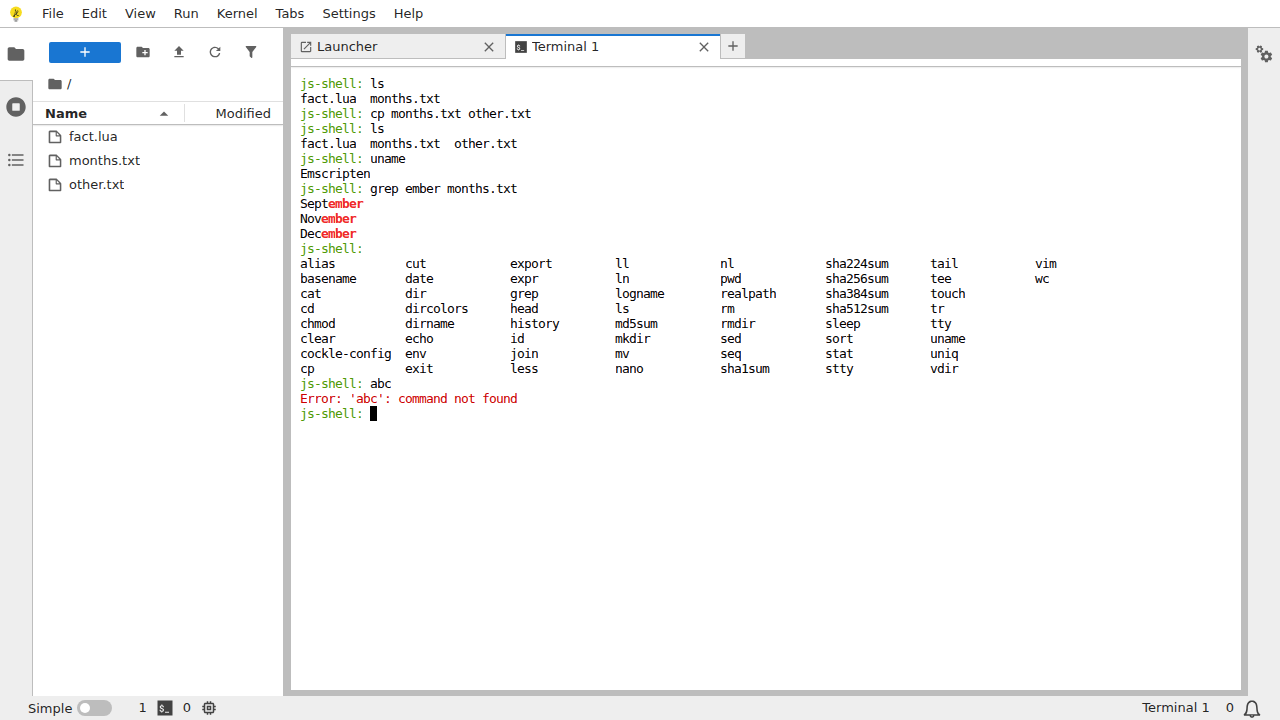 File Edit View Run Kernel Tabs Settings Help
Launcher
Terminal 1
/
Name Modified
fact.lua
months.txt
other.txt
js-shell: ls
fact.lua months.txt
js-shell: cp months.txt other.txt
js-shell: ls
fact.lua months.txt other.txt
js-shell: uname
Emscripten
js-shell: grep ember months.txt
September
November
December
js-shell:
alias cut export ll nl sha224sum tail vim
basename date expr ln pwd sha256sum tee wc
cat dir grep logname realpath sha384sum touch
cd dircolors head ls rm sha512sum tr
chmod dirname history md5sum rmdir sleep tty
clear echo id mkdir sed sort uname
cockle-config env join mv seq stat uniq
cp exit less nano sha1sum stty vdir
js-shell: abc
Error: 'abc': command not found
js-shell:
Simple 1 $_ 0 Terminal 1 0